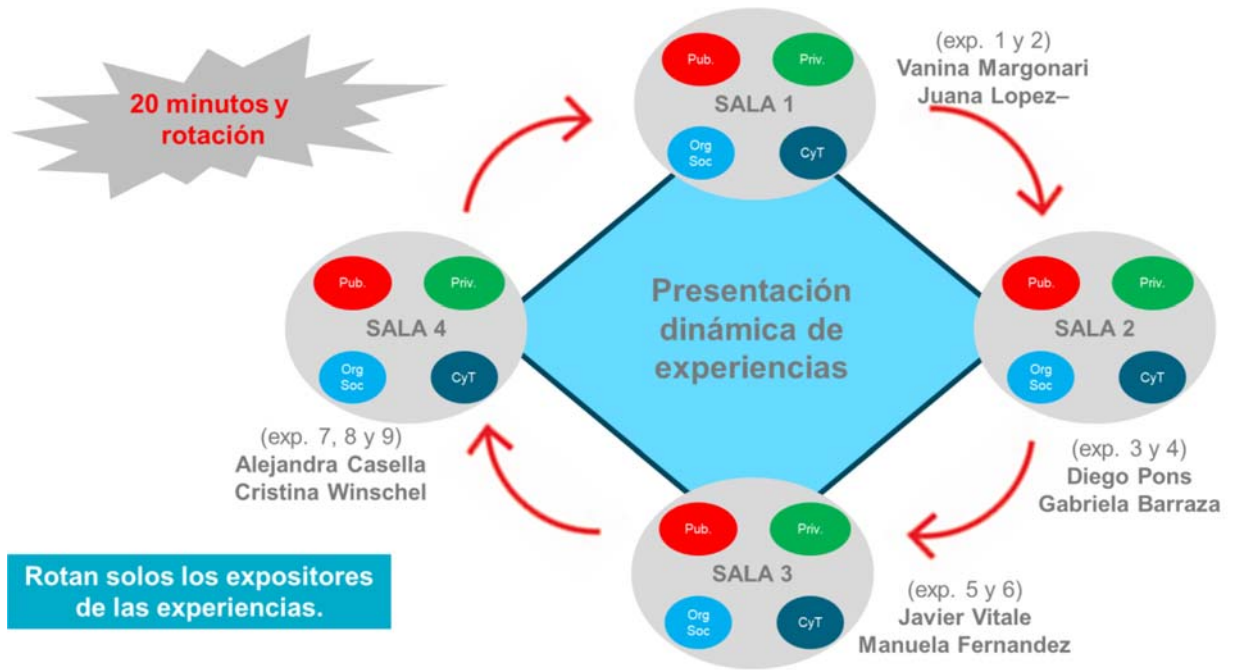 20 minutos y
rotación
Pub.
Priv.
SALA 1
Org
Soc
CyT
(exp. 1 y 2)
Vanina Margonari
Juana Lopez–
Pub.
Priv.
SALA 4
Org
Soc
CyT
Presentación
dinámica de
experiencias
Pub.
Priv.
SALA 2
Org
Soc
CyT
(exp. 7, 8 y 9)
Alejandra Casella
Cristina Winschel
(exp. 3 y 4)
Diego Pons
Gabriela Barraza
Pub.
Priv.
SALA 3
Org
Soc
CyT
(exp. 5 y 6)
Javier Vitale
Manuela Fernandez
Rotan solos los expositores
de las experiencias.